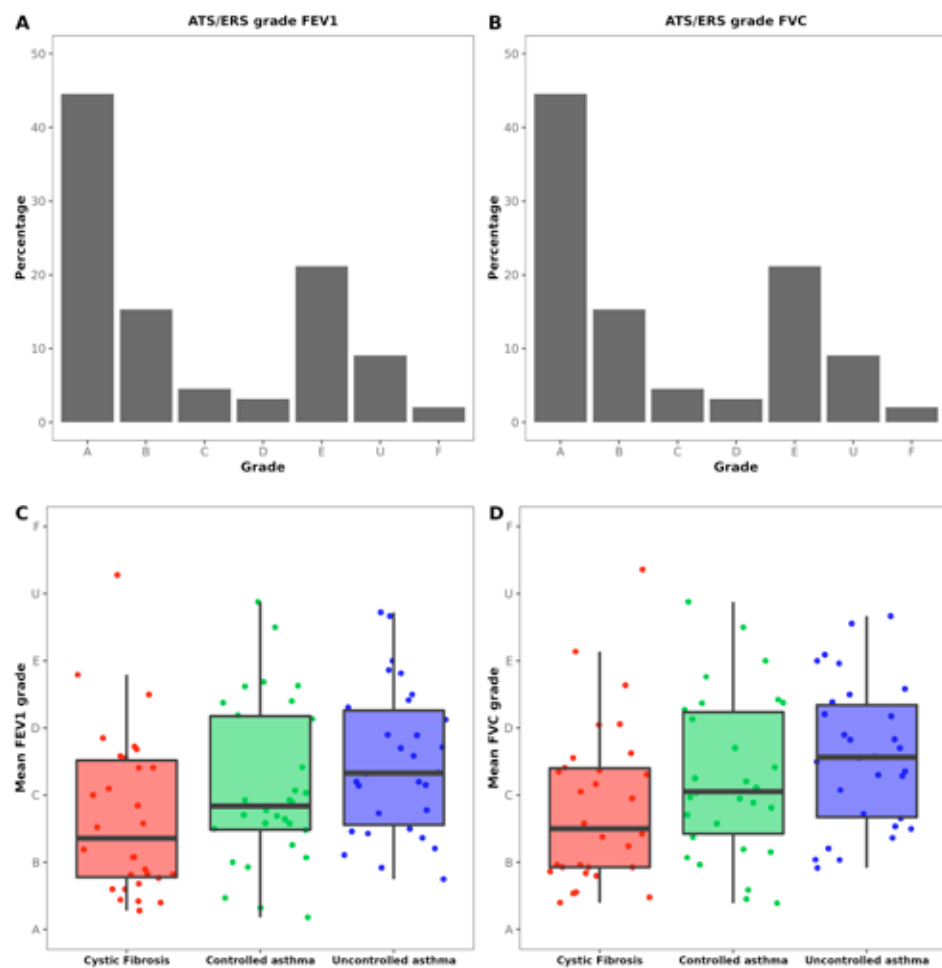 A
ATS/ERS grade FEV1
50
40
30
20
10
0
Percentage
A B C D E U F
Grade
B
ATS/ERS grade FVC
50
40
30
20
10
0
Percentage
A B C D E U F
Grade
C
F
U
E
D
C
B
A
Mean FEV1 grade
Cystic Fibrosis Controlled asthma Uncontrolled asthma
D
F
U
E
D
C
B
A
Mean FVC grade
Cystic Fibrosis Controlled asthma Uncontrolled asthma